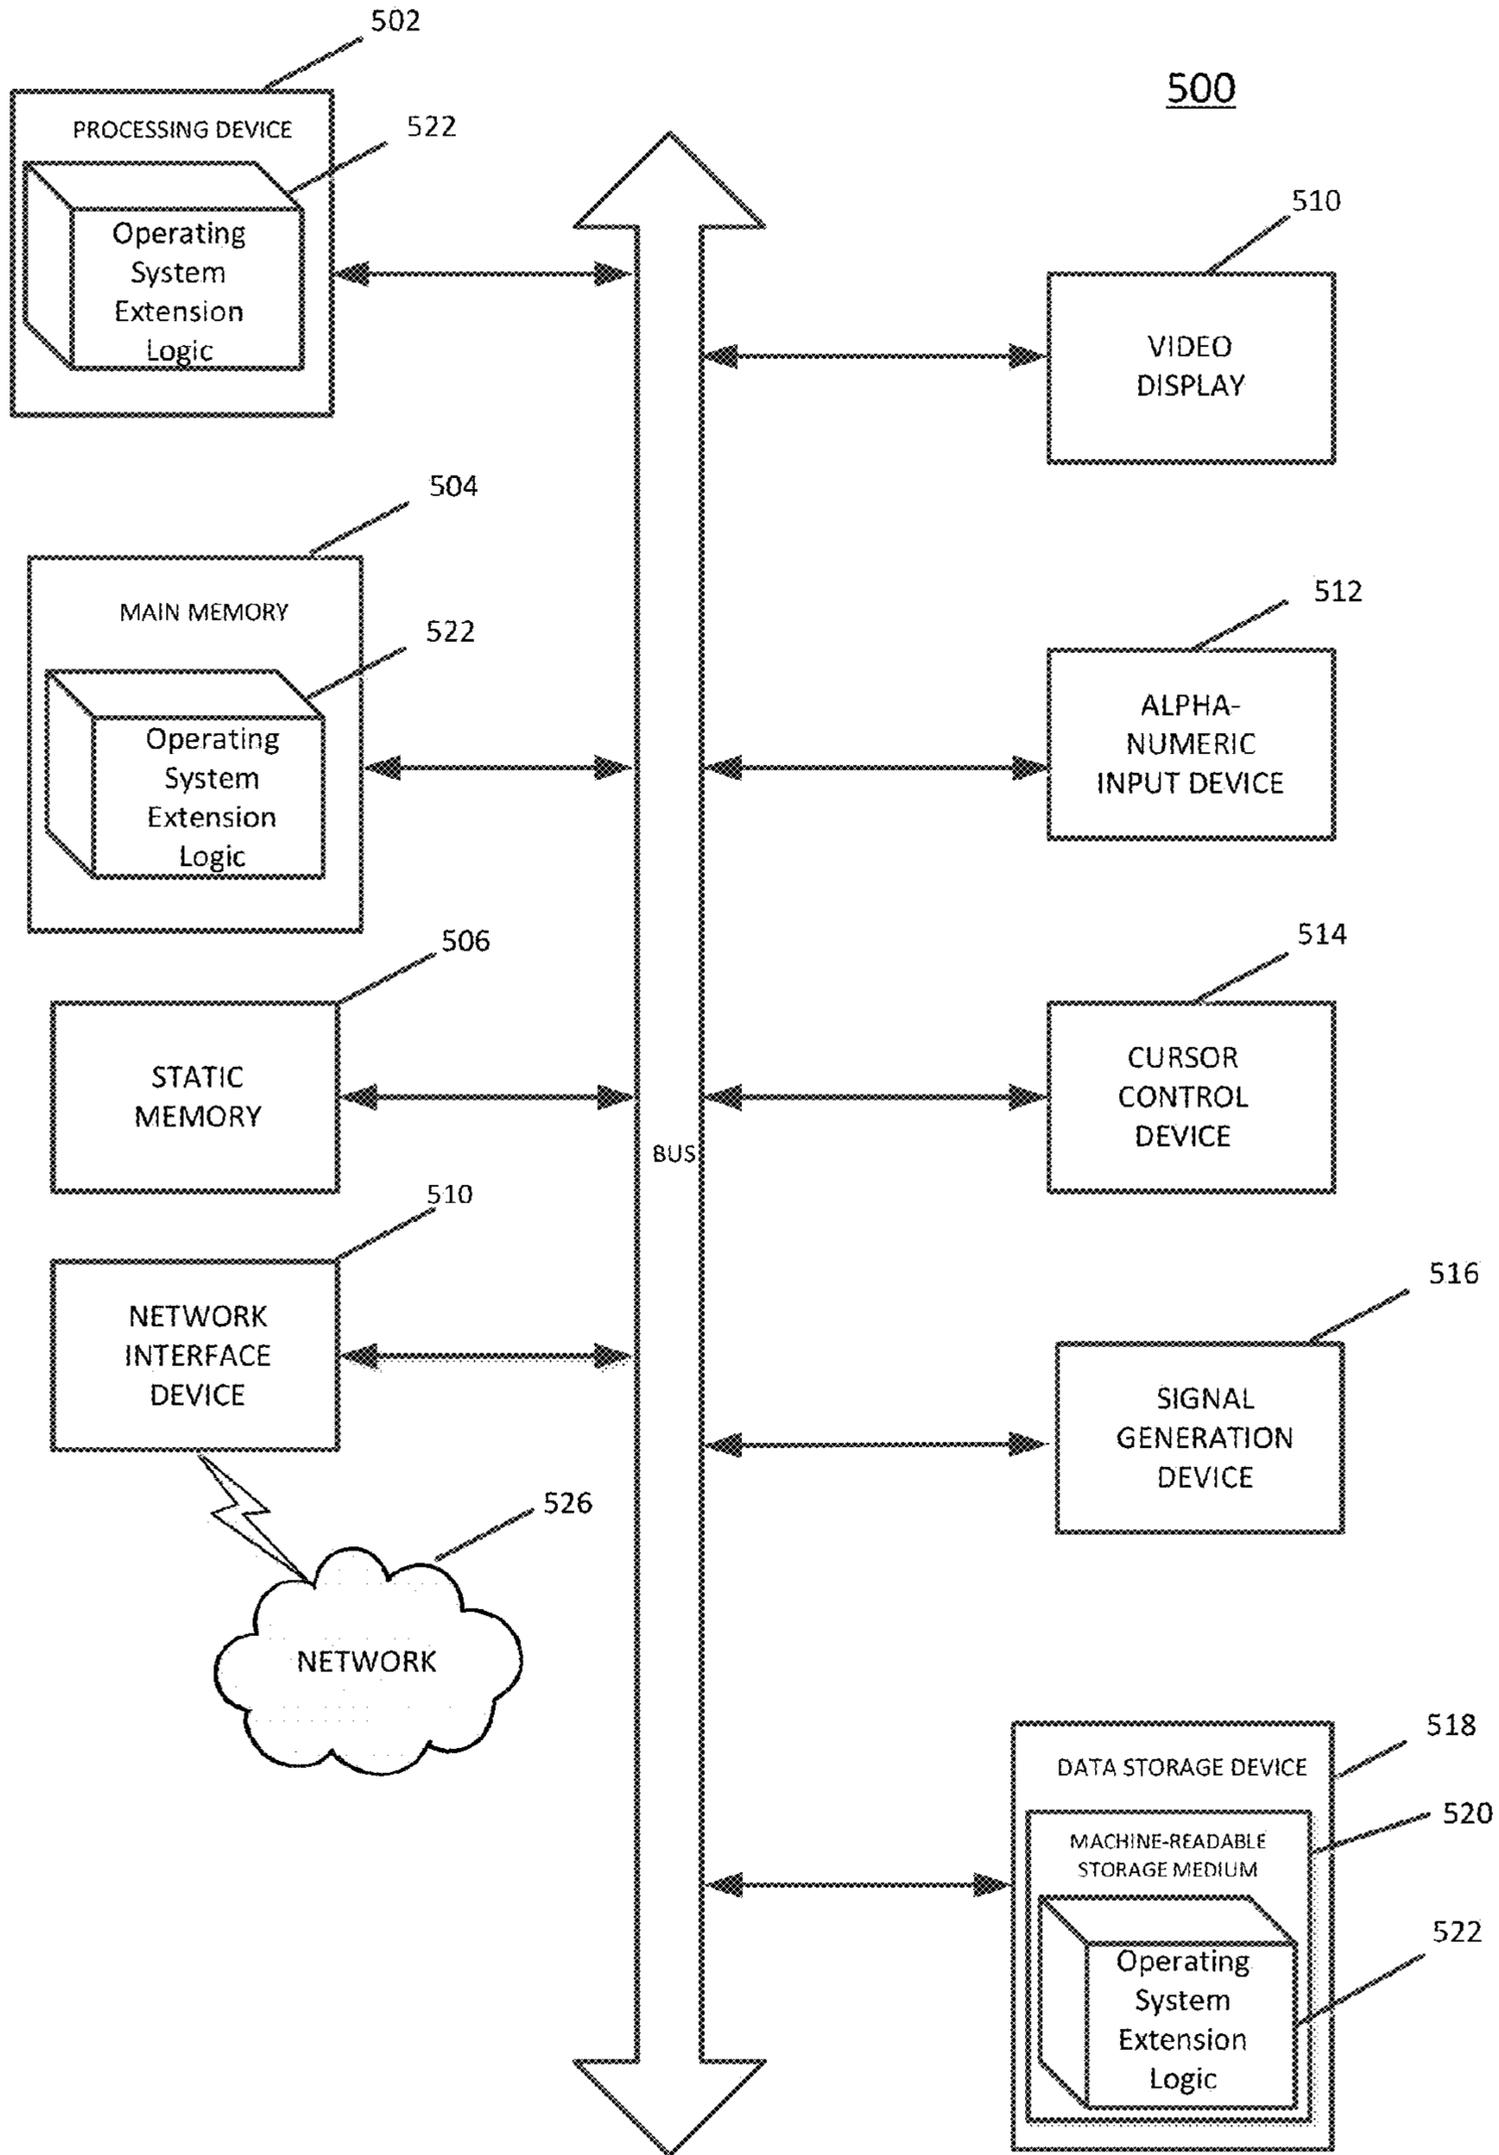 502
500
PROCESSING DEVICE
522
Operating
System
Extension
Logic
510
VIDEO
DISPLAY
504
MAIN MEMORY
522
Operating
System
Extension
Logic
512
ALPHA-
NUMERIC
INPUT DEVICE
506
STATIC
MEMORY
514
CURSOR
CONTROL
DEVICE
BUS
510
NETWORK
INTERFACE
DEVICE
516
SIGNAL
GENERATION
DEVICE
526
NETWORK
518
DATA STORAGE DEVICE
520
MACHINE-READABLE
STORAGE MEDIUM
522
Operating
System
Extension
Logic